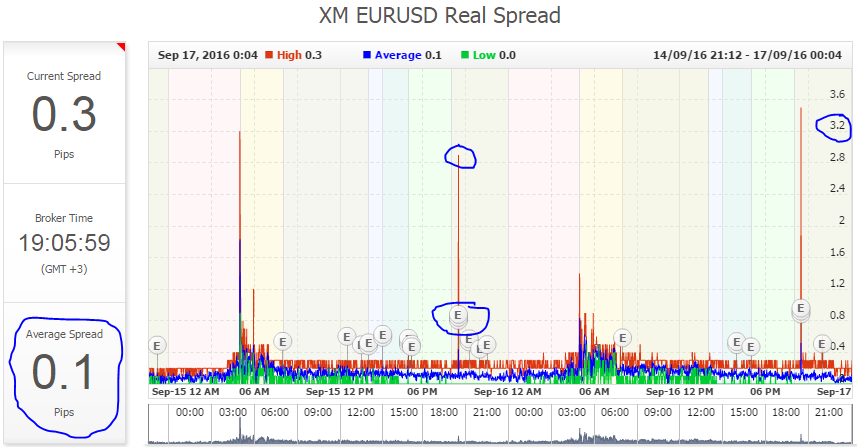 XM EURUSD Real Spread
Current Spread
0.3
Pips
Broker Time
19:05:59
(GMT +3)
Average Spread
0.1
Pips
Sep 17, 2016 0:04 High 0.3 Average 0.1 Low 0.0 14/09/16 21:12 - 17/09/16 00:04
3.6
3.2
2.8
2.4
2
1.6
1.2
0.8
0.4
E E E E E E E E E E E E E E E E E
Sep-15 12 AM 06 AM Sep-15 12 PM 06 PM Sep-16 12 AM 06 AM Sep-16 12 PM 06 PM Sep-17
00:00 03:00 06:00 09:00 12:00 15:00 18:00 21:00 00:00 03:00 06:00 09:00 12:00 15:00 18:00 21:00